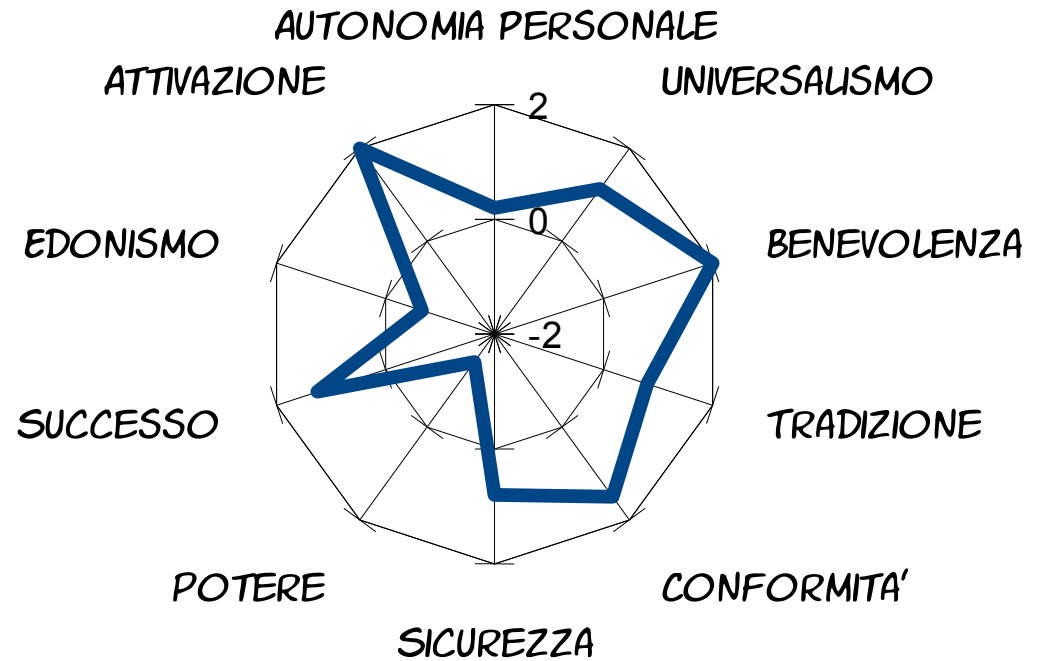 AUTONOMIA PERSONALE
ATTIVAZIONE
UNIVERSALISMO
2
EDONISMO
0
BENEVOLENZA
-2
SUCCESSO
TRADIZIONE
POTERE
CONFORMITA'
SICUREZZA